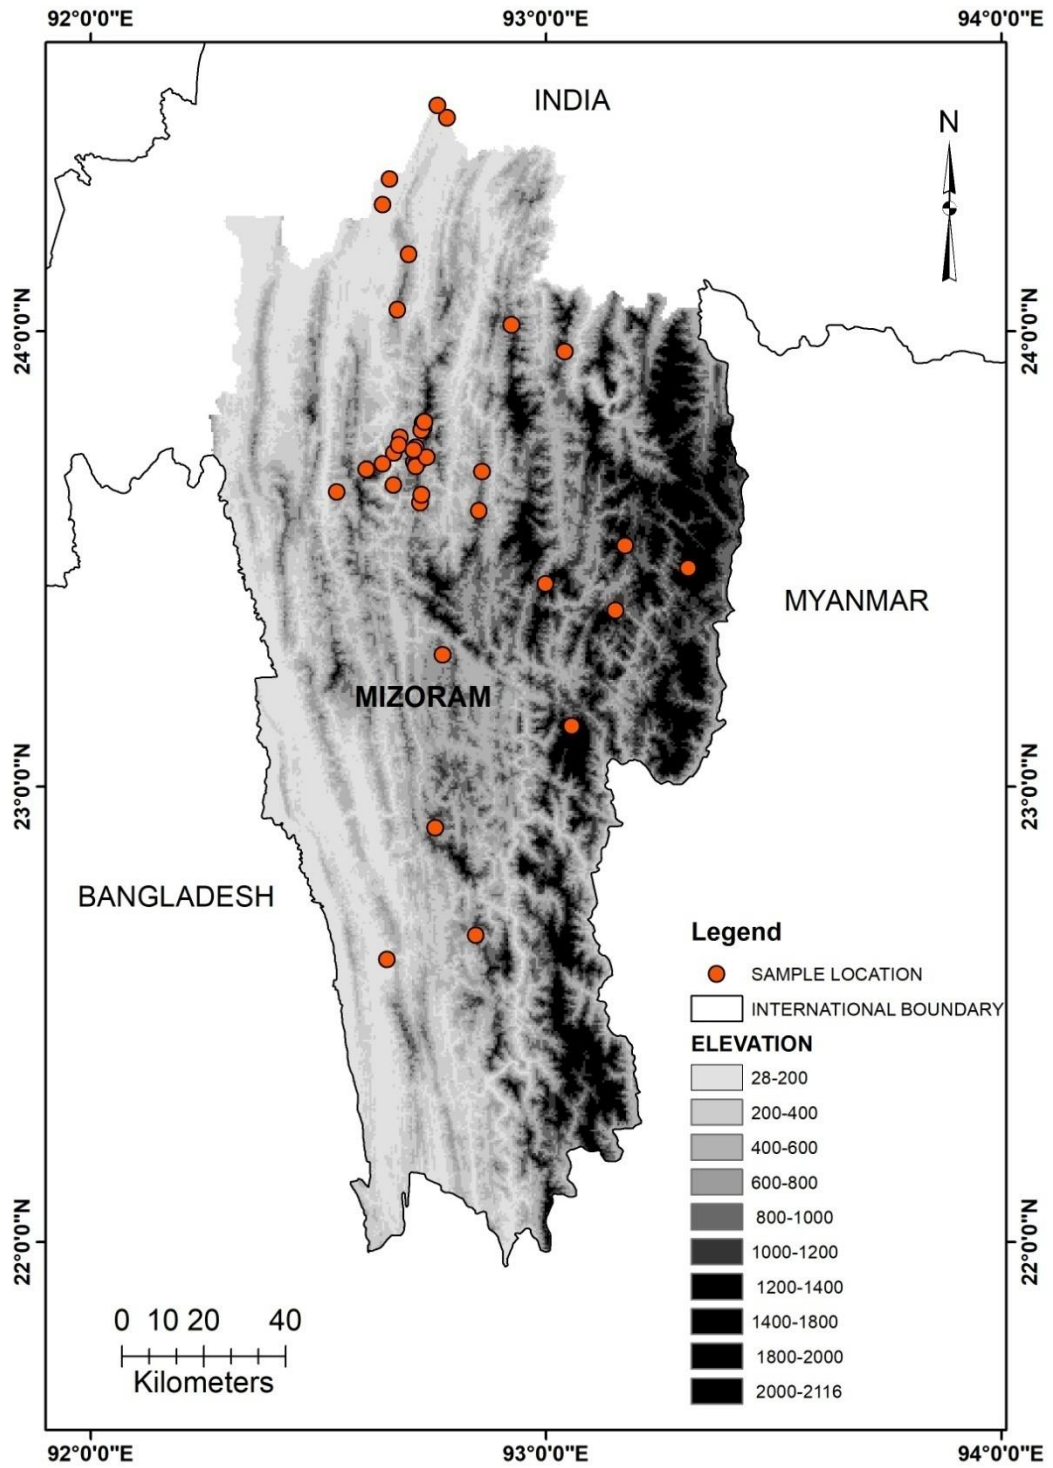 92°0'0"E 93°0'0"E 94°0'0"E
INDIA
N
24°0'0"N 24°0'0"N
MYANMAR
MIZORAM
23°0'0"N 23°0'0"N
BANGLADESH
Legend
SAMPLE LOCATION
INTERNATIONAL BOUNDARY
ELEVATION
28-200
200-400
400-600
600-800
800-1000
1000-1200
1200-1400
1400-1800
1800-2000
2000-2116
22°0'0"N 22°0'0"N
0 10 20 40
Kilometers
92°0'0"E 93°0'0"E 94°0'0"E